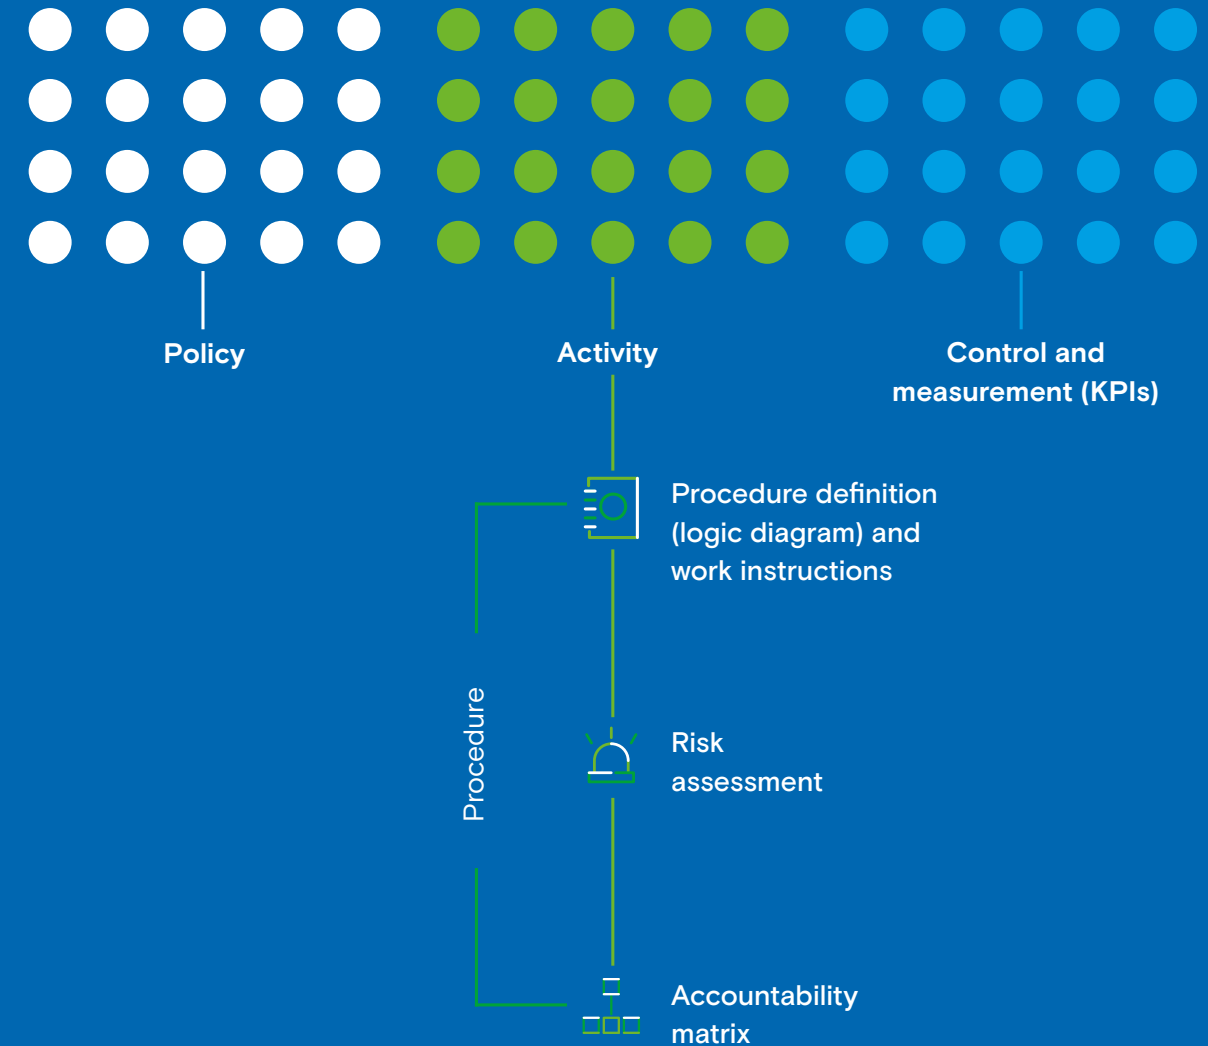 Policy
Activity
Control and
measurement (KPIs)
Procedure definition
(logic diagram) and
work instructions
Procedure
Risk
assessment
Accountability
matrix